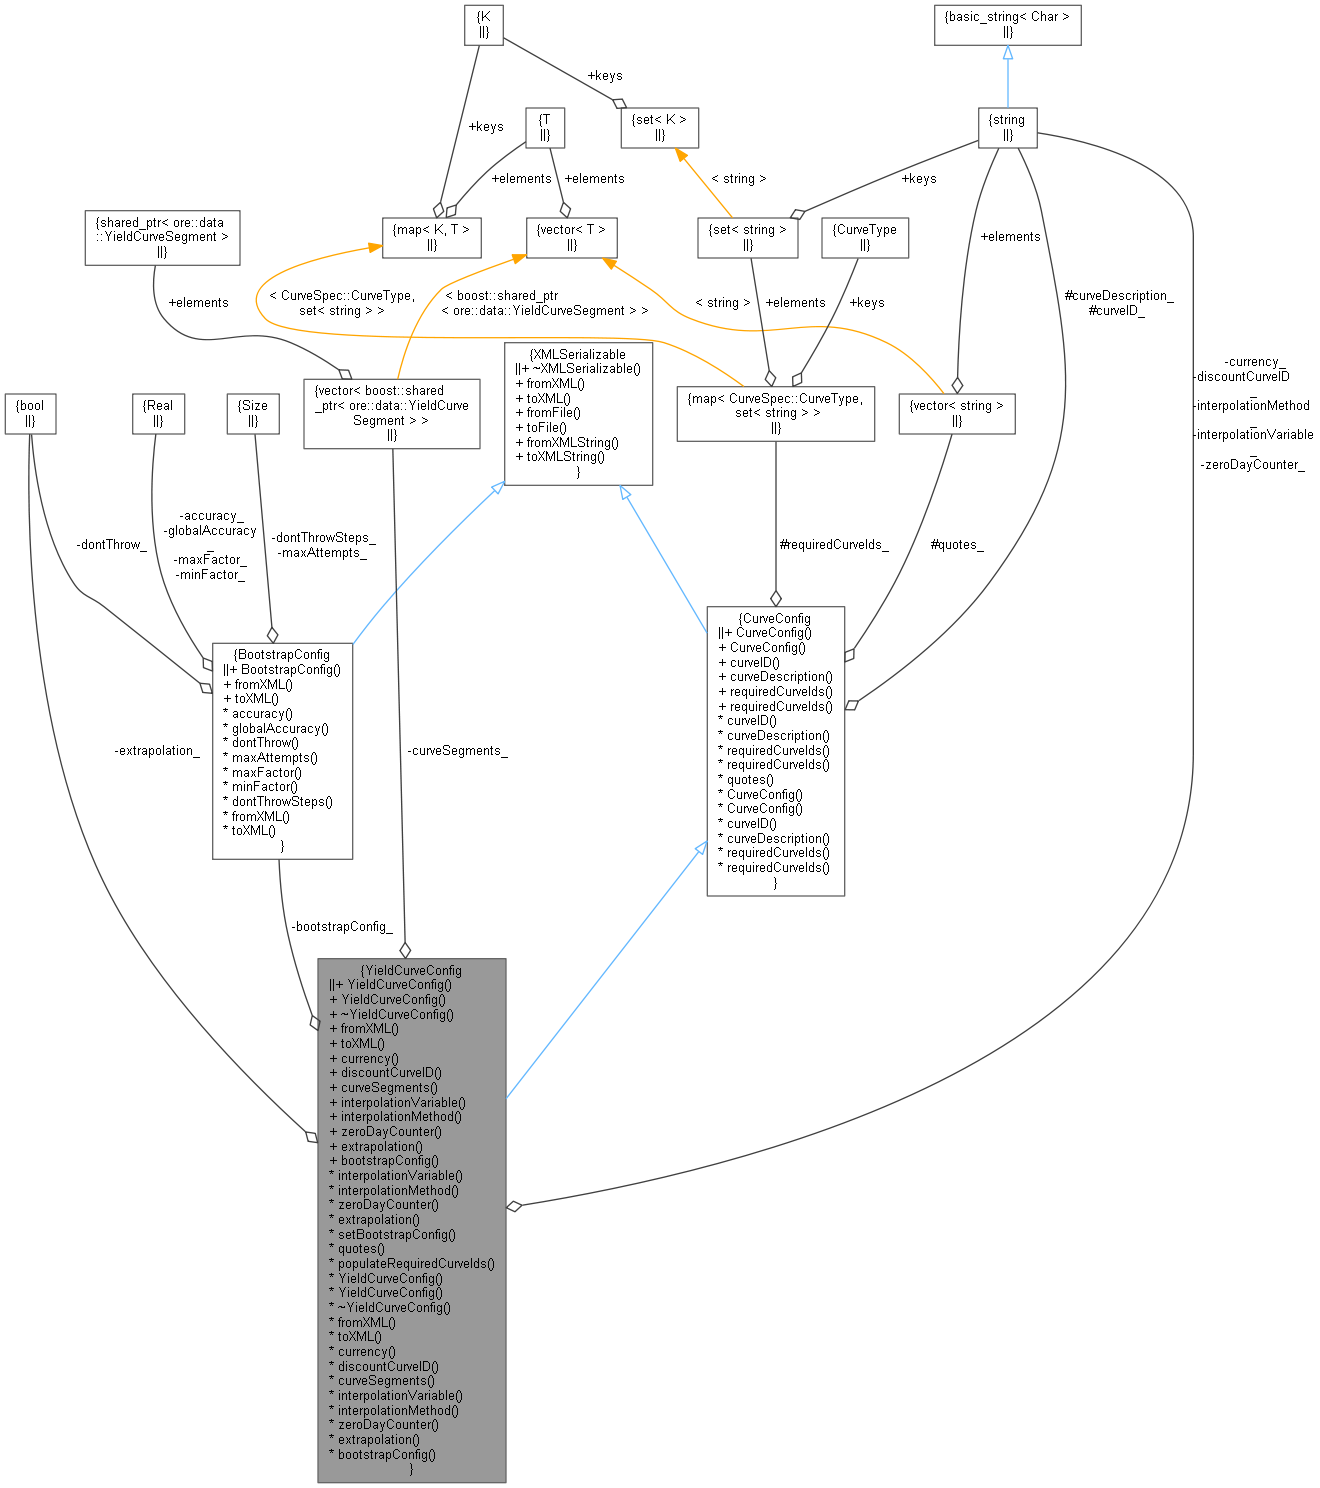 {K
||}
{basic_string< Char >
||}
+keys
{T
||}
{set< K >
||}
{string
||}
+keys
+elements
+elements
< string >
+keys
{shared_ptr< ore::data
::YieldCurveSegment >
||}
{map< K, T >
||}
{vector< T >
||}
{set< string >
||}
{CurveType
||}
+elements
+elements
< CurveSpec::CurveType,
set< string > >
< boost::shared_ptr
< ore::data::YieldCurveSegment > >
< string >
+elements
+keys
#curveDescription_
#curveID_
-currency_
-discountCurveID
_
-interpolationMethod
_
-interpolationVariable
_
-zeroDayCounter_
{bool
||}
{Real
||}
{Size
||}
{vector< boost::shared
_ptr< ore::data::YieldCurve
Segment > >
||}
{XMLSerializable
||+ ~XMLSerializable()
+ fromXML()
+ toXML()
+ fromFile()
+ toFile()
+ fromXMLString()
+ toXMLString()
}
{map< CurveSpec::CurveType,
set< string > >
||}
{vector< string >
||}
-dontThrow_
-accuracy_
-globalAccuracy
_
-maxFactor_
-minFactor_
-dontThrowSteps_
-maxAttempts_
#requiredCurveIds_
#quotes_
{BootstrapConfig
||+ BootstrapConfig()
+ fromXML()
+ toXML()
* accuracy()
* globalAccuracy()
* dontThrow()
* maxAttempts()
* maxFactor()
* minFactor()
* dontThrowSteps()
* fromXML()
* toXML()
}
{CurveConfig
||+ CurveConfig()
+ CurveConfig()
+ curveID()
+ curveDescription()
+ requiredCurveIds()
+ requiredCurveIds()
* curveID()
* curveDescription()
* requiredCurveIds()
* requiredCurveIds()
* quotes()
* CurveConfig()
* CurveConfig()
* curveID()
* curveDescription()
* requiredCurveIds()
* requiredCurveIds()
}
-extrapolation_
-curveSegments_
-bootstrapConfig_
{YieldCurveConfig
||+ YieldCurveConfig()
+ YieldCurveConfig()
+ ~YieldCurveConfig()
+ fromXML()
+ toXML()
+ currency()
+ discountCurveID()
+ curveSegments()
+ interpolationVariable()
+ interpolationMethod()
+ zeroDayCounter()
+ extrapolation()
+ bootstrapConfig()
* interpolationVariable()
* interpolationMethod()
* zeroDayCounter()
* extrapolation()
* setBootstrapConfig()
* quotes()
* populateRequiredCurveIds()
* YieldCurveConfig()
* YieldCurveConfig()
* ~YieldCurveConfig()
* fromXML()
* toXML()
* currency()
* discountCurveID()
* curveSegments()
* interpolationVariable()
* interpolationMethod()
* zeroDayCounter()
* extrapolation()
* bootstrapConfig()
}